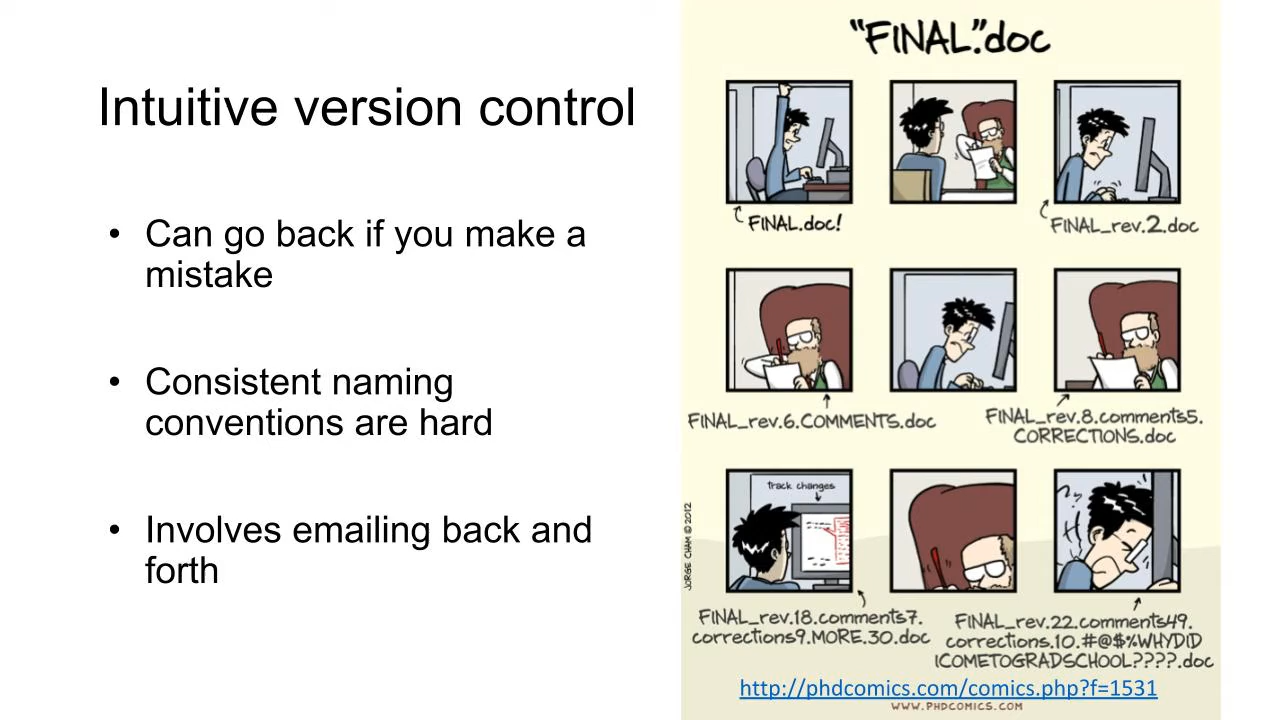 Intuitive version control
• Can go back if you make a
mistake
• Consistent naming
conventions are hard
• Involves emailing back and
forth
"FINAL".doc
FINAL.doc!
FINAL_rev.2.doc
FINAL_rev.6.COMMENTS.doc
FINAL_rev.8.comments5.
CORRECTIONS.doc
track changes
JORGE CHAM © 2012
FINAL_rev.18.comments7.
corrections9.MORE.30.doc
FINAL_rev.22.comments49.
corrections.10.#@$%WHYDID
ICOMETOGRADSCHOOL????.doc
http://phdcomics.com/comics.php?f=1531
WWW.PHDCOMICS.COM